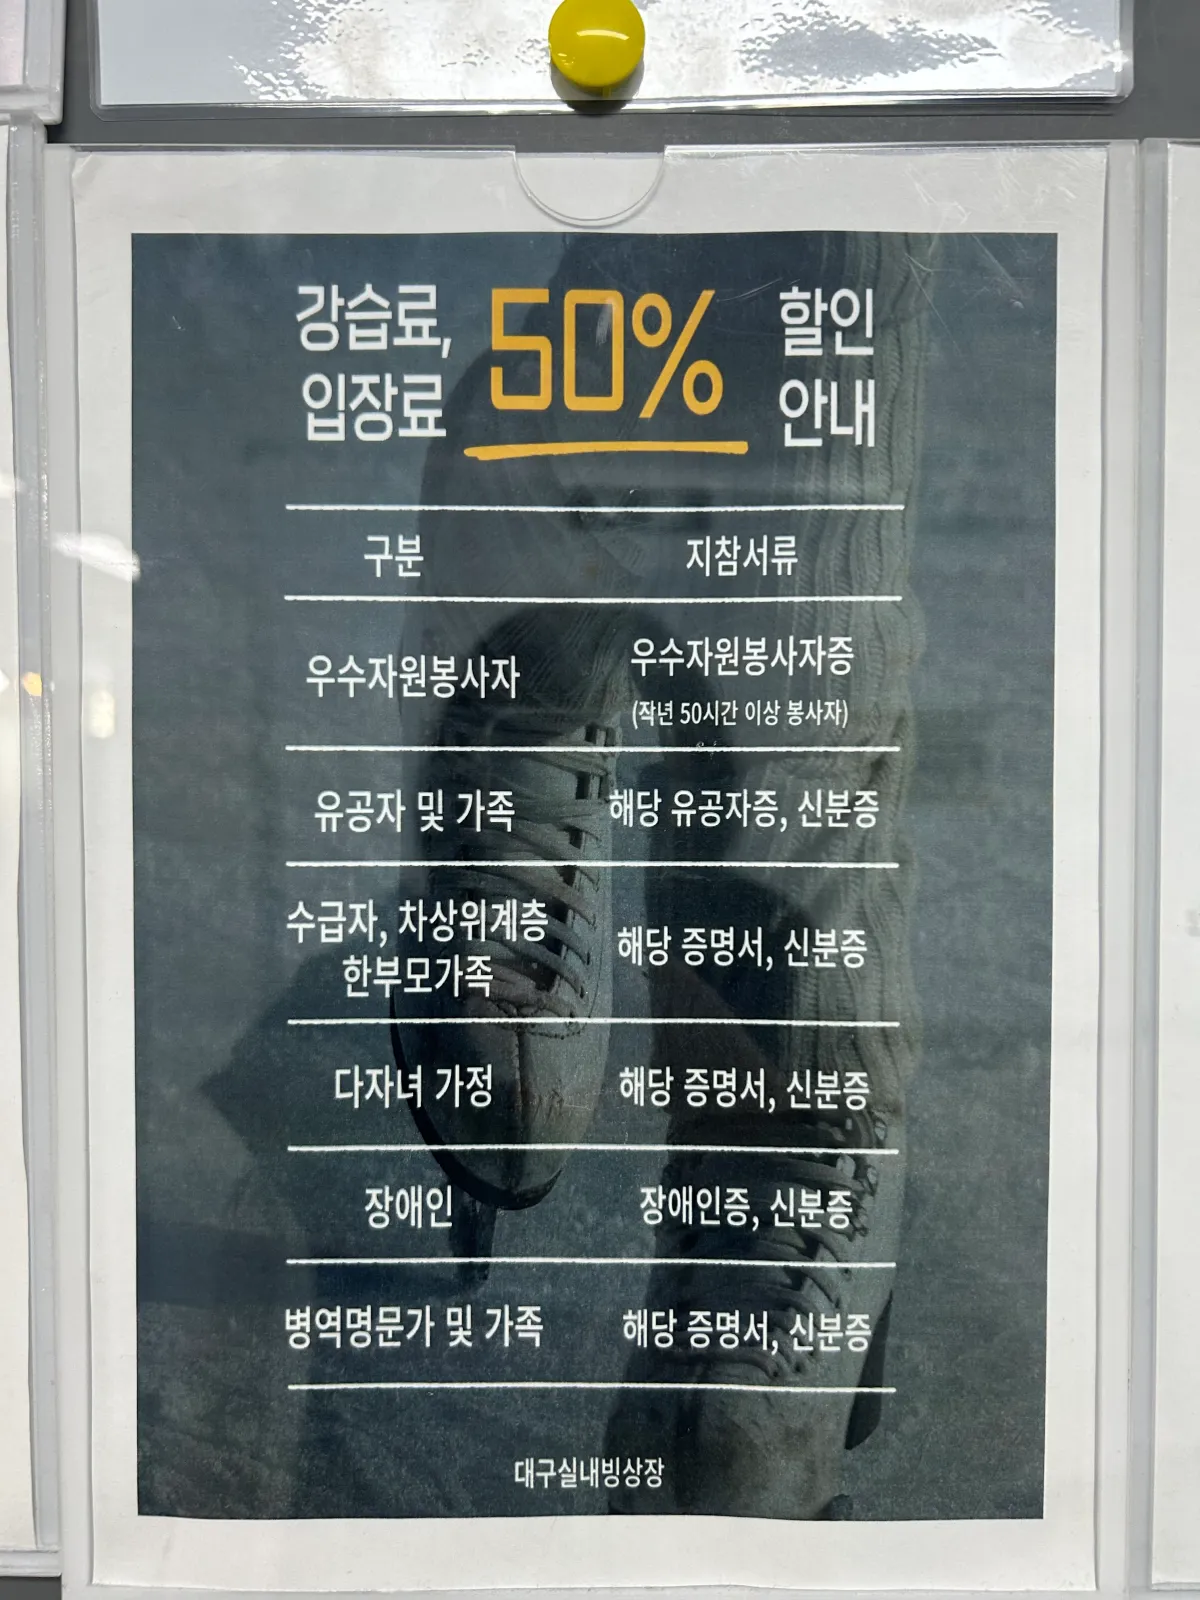 강습료, 50% 할인
입장료 안내
구분 지참서류
우수자원봉사자 우수자원봉사자증
(작년 50시간 이상 봉사자)
유공자 및 가족 해당 유공자증, 신분증
수급자, 차상위계층
한부모가족 해당 증명서, 신분증
다자녀 가정 해당 증명서, 신분증
장애인 장애인증, 신분증
병역명문가 및 가족 해당 증명서, 신분증
대구실내빙상장